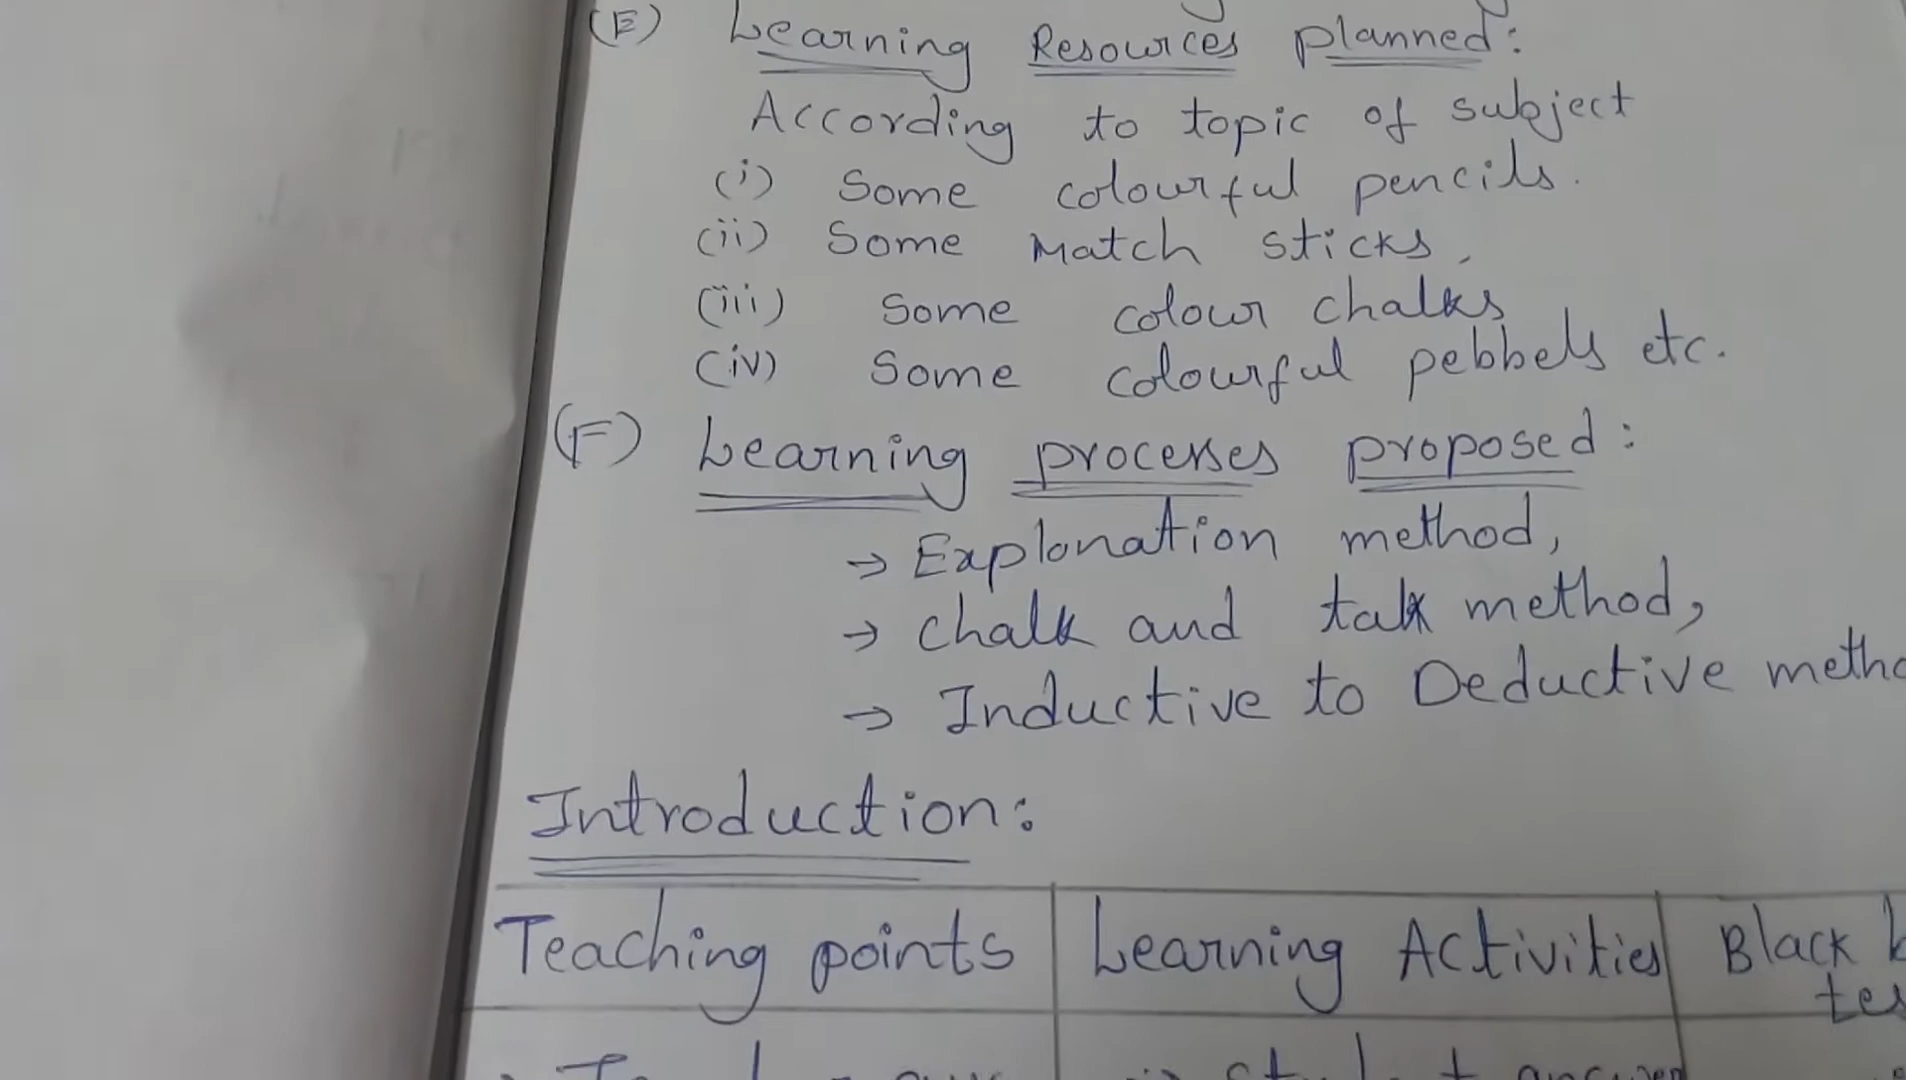 (E) Learning Resources planned:
According to topic of subject
(i) Some colourful pencils.
(ii) Some Match sticks,
(iii) Some colour chalks
(iv) Some colourful pebbels etc.
(F) Learning processes proposed:
→ Explonation method,
→ chalk and talk method,
→ Inductive to Deductive metho
Introduction:
Teaching points | Learning Activities | Black b
tes
answer